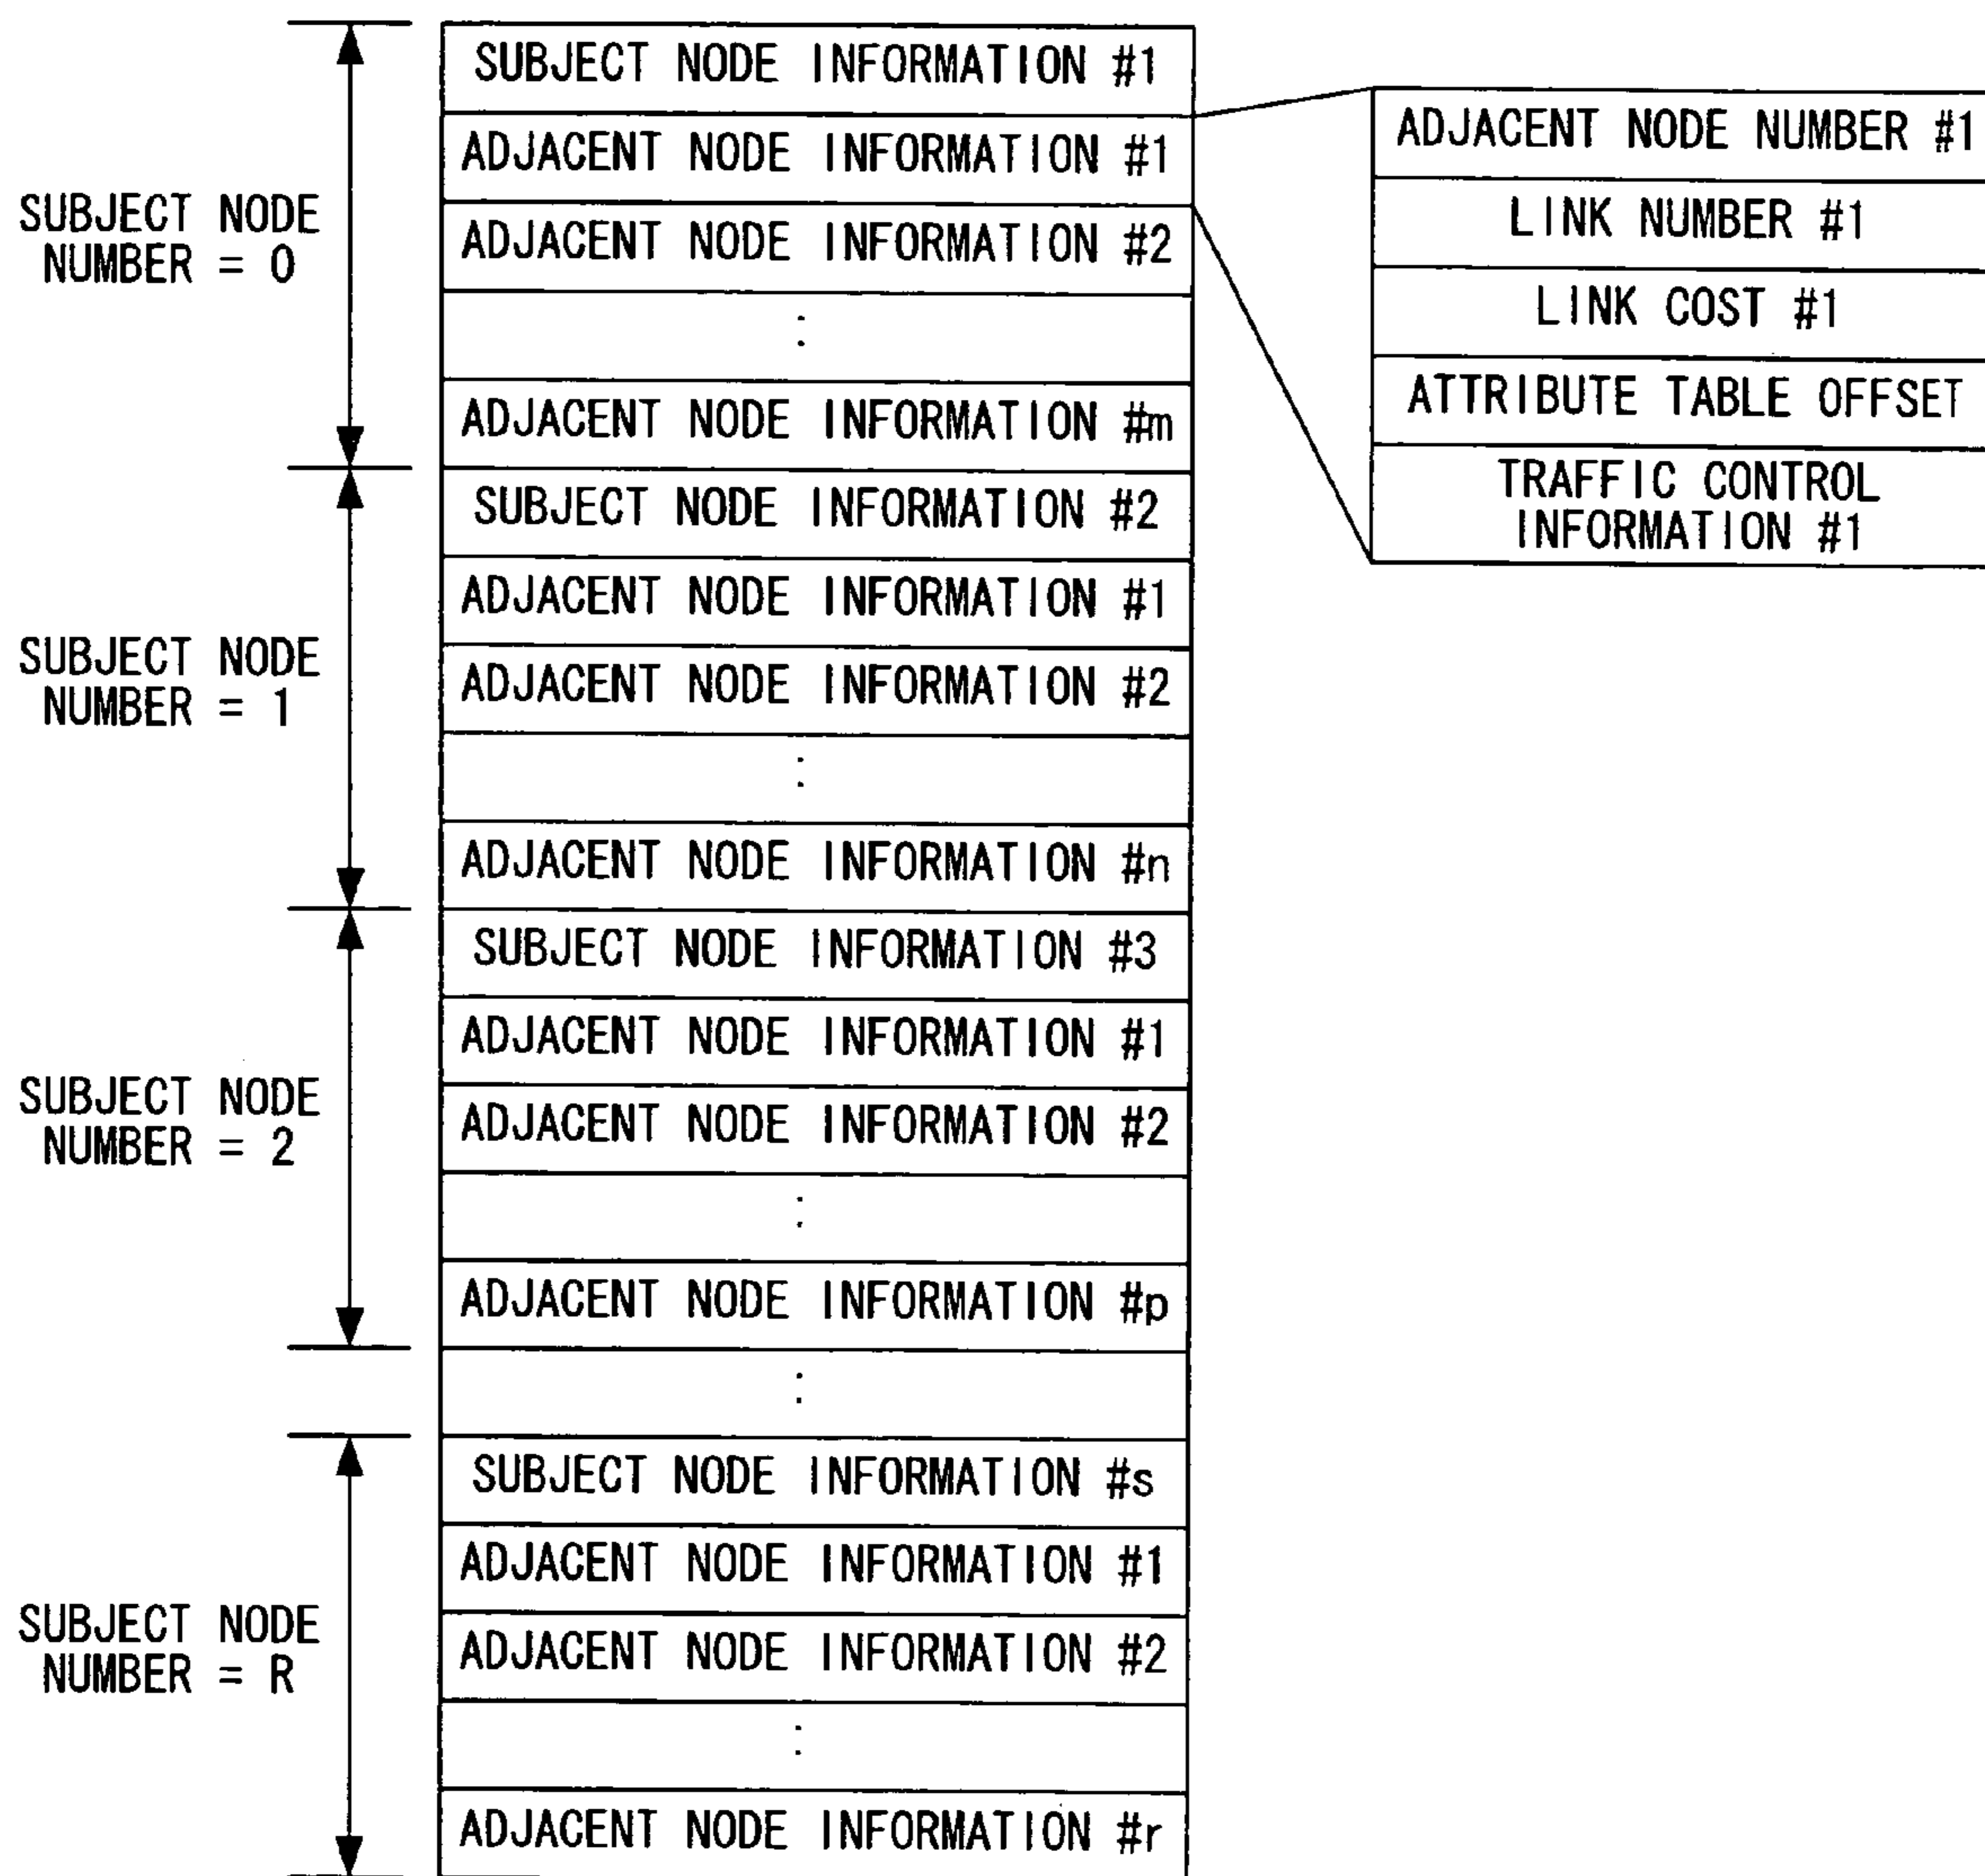 SUBJECT NODE INFORMATION #1
ADJACENT NODE INFORMATION #1
ADJACENT NODE INFORMATION #2
:
ADJACENT NODE INFORMATION #m
SUBJECT NODE
NUMBER = 0
ADJACENT NODE NUMBER #1
LINK NUMBER #1
LINK COST #1
ATTRIBUTE TABLE OFFSET
TRAFFIC CONTROL
INFORMATION #1
SUBJECT NODE INFORMATION #2
ADJACENT NODE INFORMATION #1
ADJACENT NODE INFORMATION #2
:
ADJACENT NODE INFORMATION #n
SUBJECT NODE
NUMBER = 1
SUBJECT NODE INFORMATION #3
ADJACENT NODE INFORMATION #1
ADJACENT NODE INFORMATION #2
:
ADJACENT NODE INFORMATION #p
SUBJECT NODE
NUMBER = 2
:
SUBJECT NODE INFORMATION #s
ADJACENT NODE INFORMATION #1
ADJACENT NODE INFORMATION #2
:
ADJACENT NODE INFORMATION #r
SUBJECT NODE
NUMBER = R